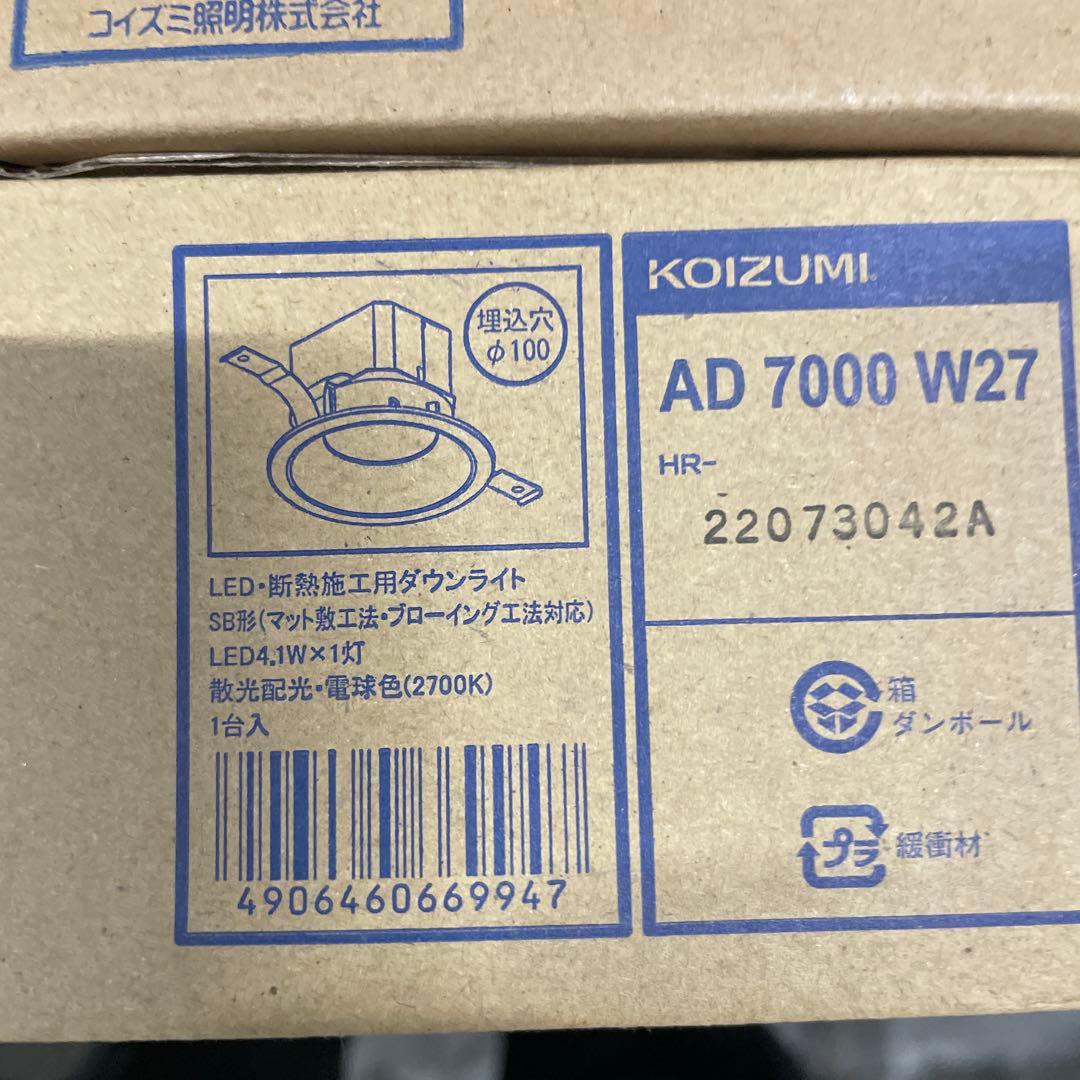 コイズミ照明株式会社
埋込穴
φ100
LED・断熱施工用ダウンライト
SB形(マット敷工法・ブローイング工法対応)
LED4.1W×1灯
散光配光・電球色(2700K)
1台入
4906460669947
KOIZUMI
AD 7000 W27
HR-
22073042A
箱
ダンボール
プラ
緩衝材